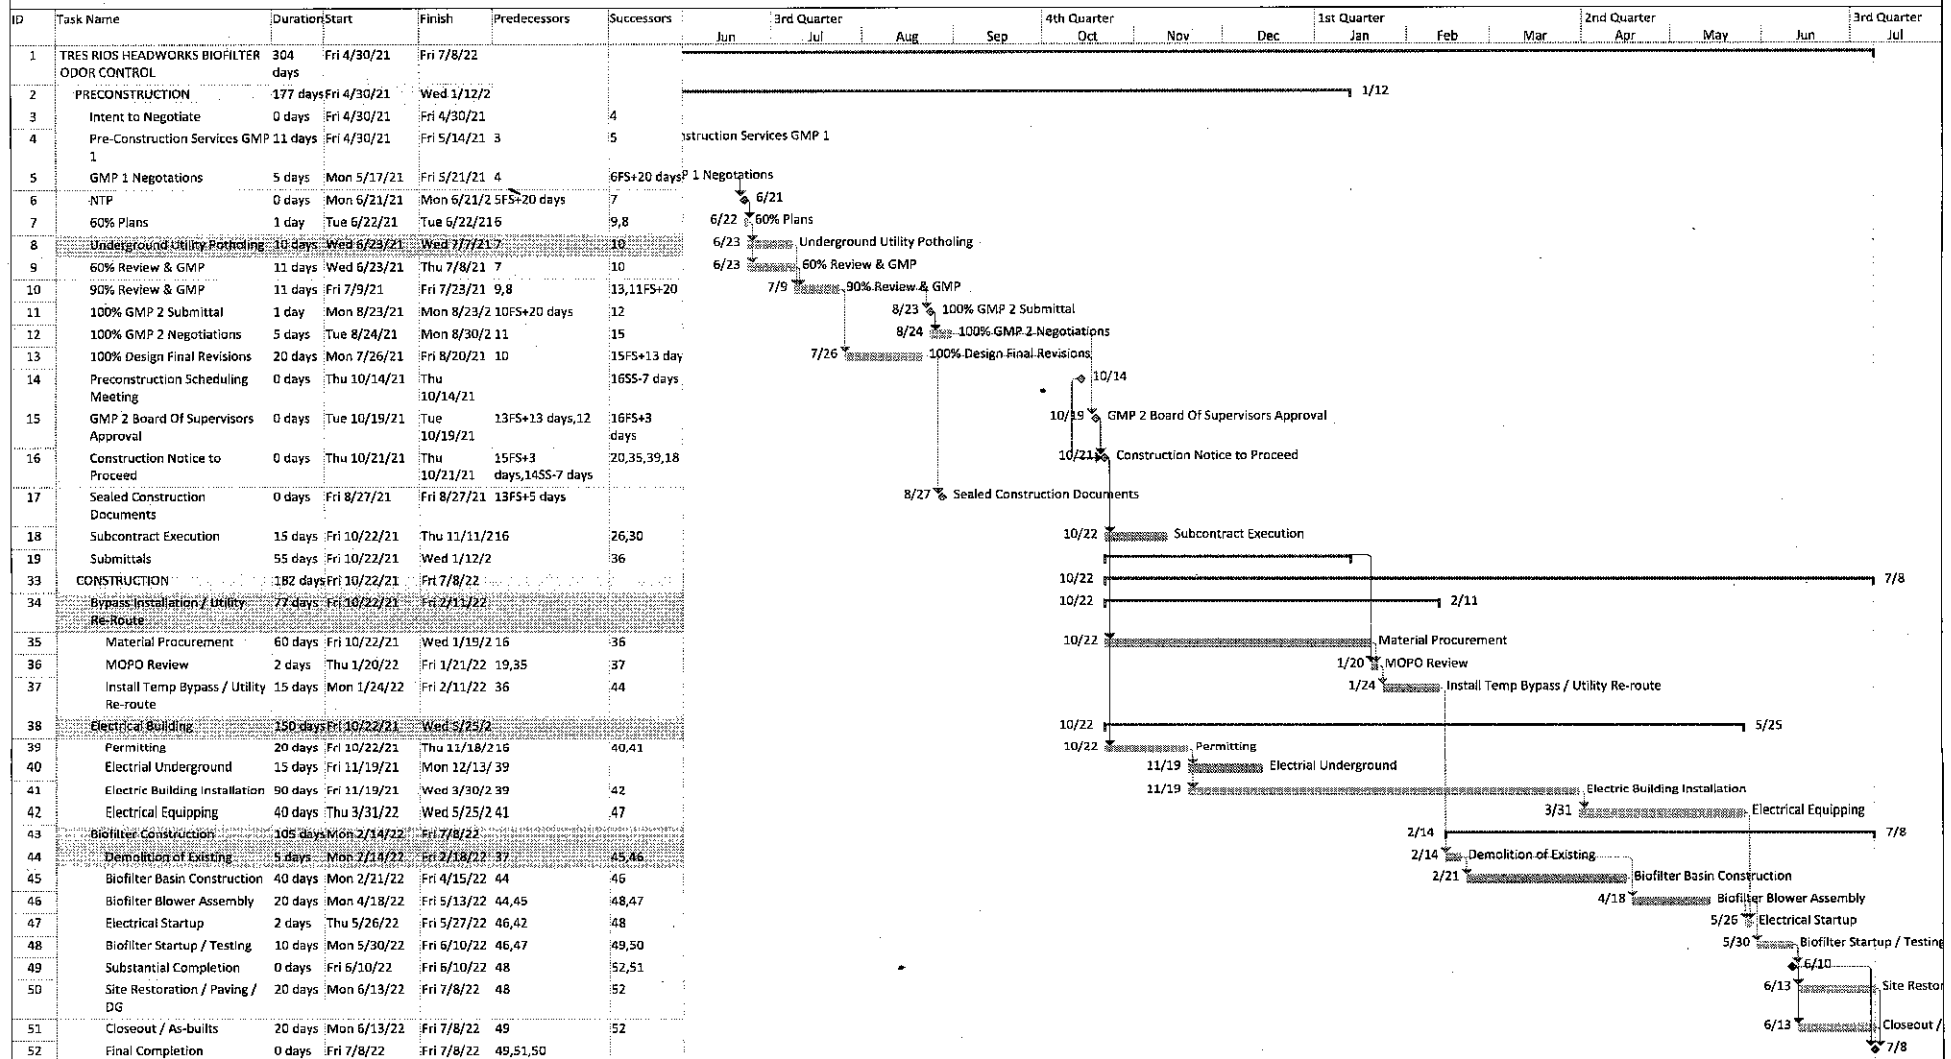 ID Task Name Duration Start Finish Predecessors Successors 3rd Quarter 4th Quarter 1st Quarter 2nd Quarter 3rd Quarter
Jun Jul Aug Sep Oct Nov Dec Jan Feb Mar Apr May Jun Jul
1 TRES RIOS HEADWORKS BIOFILTER 304 Fri 4/30/21 Fri 7/8/22
ODOR CONTROL days
2 PRECONSTRUCTION 177 days Fri 4/30/21 Wed 1/12/2 1/12
3 Intent to Negotiate 0 days Fri 4/30/21 Fri 4/30/21 4
4 Pre-Construction Services GMP 11 days Fri 4/30/21 Fri 5/14/21 3 5 struction Services GMP 1
1
5 GMP 1 Negotations 5 days Mon 5/17/21 Fri 5/21/21 4 6FS+20 days P 1 Negotations
6 NTP 0 days Mon 6/21/21 Mon 6/21/2 5FS+20 days 7 6/21
7 60% Plans 1 day Tue 6/22/21 Tue 6/22/21 6 9,8 6/22 60% Plans
8 Underground Utility Potholing 10 days Wed 6/23/21 Wed 7/7/21 7 10 6/23 Underground Utility Potholing
9 60% Review & GMP 11 days Wed 6/23/21 Thu 7/8/21 7 10 6/23 60% Review & GMP
10 90% Review & GMP 11 days Fri 7/9/21 Fri 7/23/21 9,8 13,11FS+20 7/9 90% Review & GMP
11 100% GMP 2 Submittal 1 day Mon 8/23/21 Mon 8/23/2 10FS+20 days 12 8/23 100% GMP 2 Submittal
12 100% GMP 2 Negotiations 5 days Tue 8/24/21 Mon 8/30/2 11 15 8/24 100% GMP 2 Negotiations
13 100% Design Final Revisions 20 days Mon 7/26/21 Fri 8/20/21 10 15FS+13 day 7/26 100% Design Final Revisions
14 Preconstruction Scheduling 0 days Thu 10/14/21 Thu 16SS-7 days 10/14
Meeting 10/14/21
15 GMP 2 Board Of Supervisors 0 days Tue 10/19/21 Tue 13FS+13 days,12 16FS+3 10/19 GMP 2 Board Of Supervisors Approval
Approval 10/19/21 days
16 Construction Notice to 0 days Thu 10/21/21 Thu 15FS+3 20,35,39,18 10/21 Construction Notice to Proceed
Proceed 10/21/21 days,14SS-7 days
17 Sealed Construction 0 days Fri 8/27/21 Fri 8/27/21 13FS+5 days 8/27 Sealed Construction Documents
Documents
18 Subcontract Execution 15 days Fri 10/22/21 Thu 11/11/2 16 26,30 10/22 Subcontract Execution
19 Submittals 55 days Fri 10/22/21 Wed 1/12/2 36
33 CONSTRUCTION 182 days Fri 10/22/21 Fri 7/8/22 10/22 7/8
34 Bypass Installation / Utility 77 days Fri 10/22/21 Fri 2/11/22 10/22 2/11
Re-Route
35 Material Procurement 60 days Fri 10/22/21 Wed 1/19/2 16 36 10/22 Material Procurement
36 MOPO Review 2 days Thu 1/20/22 Fri 1/21/22 19,35 37 1/20 MOPO Review
37 Install Temp Bypass / Utility 15 days Mon 1/24/22 Fri 2/11/22 36 44 1/24 Install Temp Bypass / Utility Re-route
Re-route
38 Electrical Building 150 days Fri 10/22/21 Wed 5/25/2 10/22 5/25
39 Permitting 20 days Fri 10/22/21 Thu 11/18/2 16 40,41 10/22 Permitting
40 Electrial Underground 15 days Fri 11/19/21 Mon 12/13/ 39 11/19 Electrial Underground
41 Electric Building Installation 90 days Fri 11/19/21 Wed 3/30/2 39 42 11/19 Electric Building Installation
42 Electrical Equipping 40 days Thu 3/31/22 Wed 5/25/2 41 47 3/31 Electrical Equipping
43 Biofilter Construction 105 days Mon 2/14/22 Fri 7/8/22 2/14 7/8
44 Demolition of Existing 5 days Mon 2/14/22 Fri 2/18/22 37 45,46 2/14 Demolition of Existing
45 Biofilter Basin Construction 40 days Mon 2/21/22 Fri 4/15/22 44 46 2/21 Biofilter Basin Construction
46 Biofilter Blower Assembly 20 days Mon 4/18/22 Fri 5/13/22 44,45 48,47 4/18 Biofilter Blower Assembly
47 Electrical Startup 2 days Thu 5/26/22 Fri 5/27/22 46,42 48 5/26 Electrical Startup
48 Biofilter Startup / Testing 10 days Mon 5/30/22 Fri 6/10/22 46,47 49,50 5/30 Biofilter Startup / Testing
49 Substantial Completion 0 days Fri 6/10/22 Fri 6/10/22 48 52,51 6/10
50 Site Restoration / Paving / 20 days Mon 6/13/22 Fri 7/8/22 48 52 6/13 Site Restor
DG
51 Closeout / As-builts 20 days Mon 6/13/22 Fri 7/8/22 49 52 6/13 Closeout /
52 Final Completion 0 days Fri 7/8/22 Fri 7/8/22 49,51,50 7/8